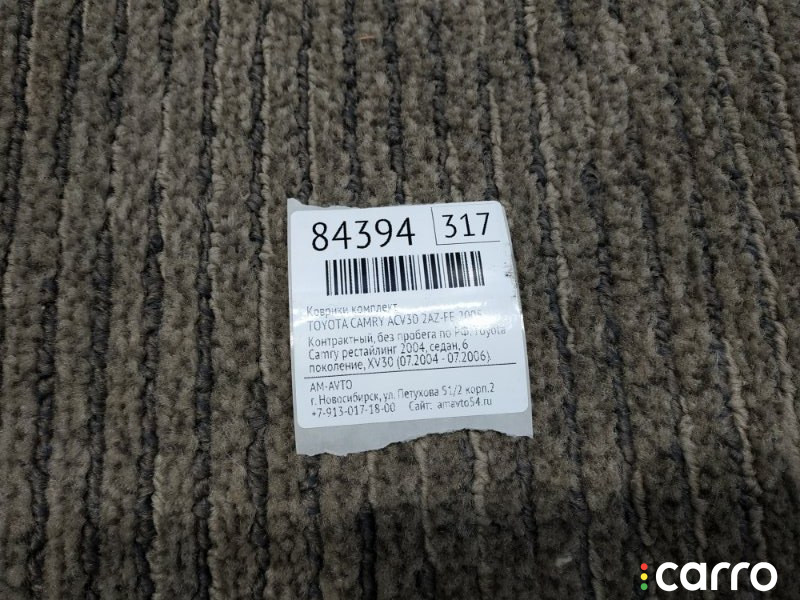 84394 317
Коврики комплект
TOYOTA CAMRY ACV30 2AZ-FE 2005
Контрактный, без пробега по РФ. Toyota
Camry рестайлинг 2004, седан, 6
поколение, XV30 (07.2004 - 07.2006)
AM-AVTO
г. Новосибирск, ул. Петухова 51/2 корп.2
+7-913-017-18-00 Сайт: amavto54.ru
carro